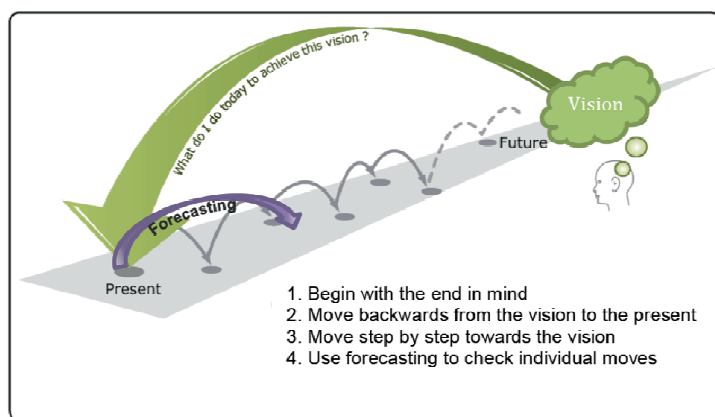 What do I do today to achieve this vision ?
Vision
Future
Forecasting
Present
1. Begin with the end in mind
2. Move backwards from the vision to the present
3. Move step by step towards the vision
4. Use forecasting to check individual moves